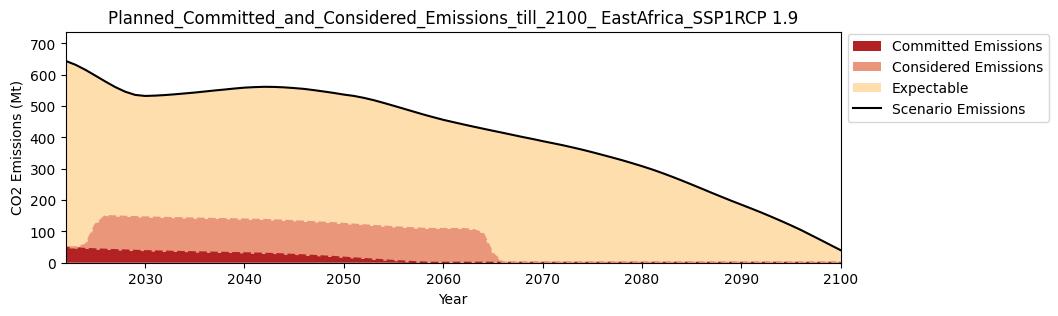 Planned_Committed_and_Considered_Emissions_till_2100_ EastAfrica_SSP1RCP 1.9
CO2 Emissions (Mt)
700
600
500
400
300
200
100
0
2030 2040 2050 2060 2070 2080 2090 2100
Year
Committed Emissions
Considered Emissions
Expectable
Scenario Emissions